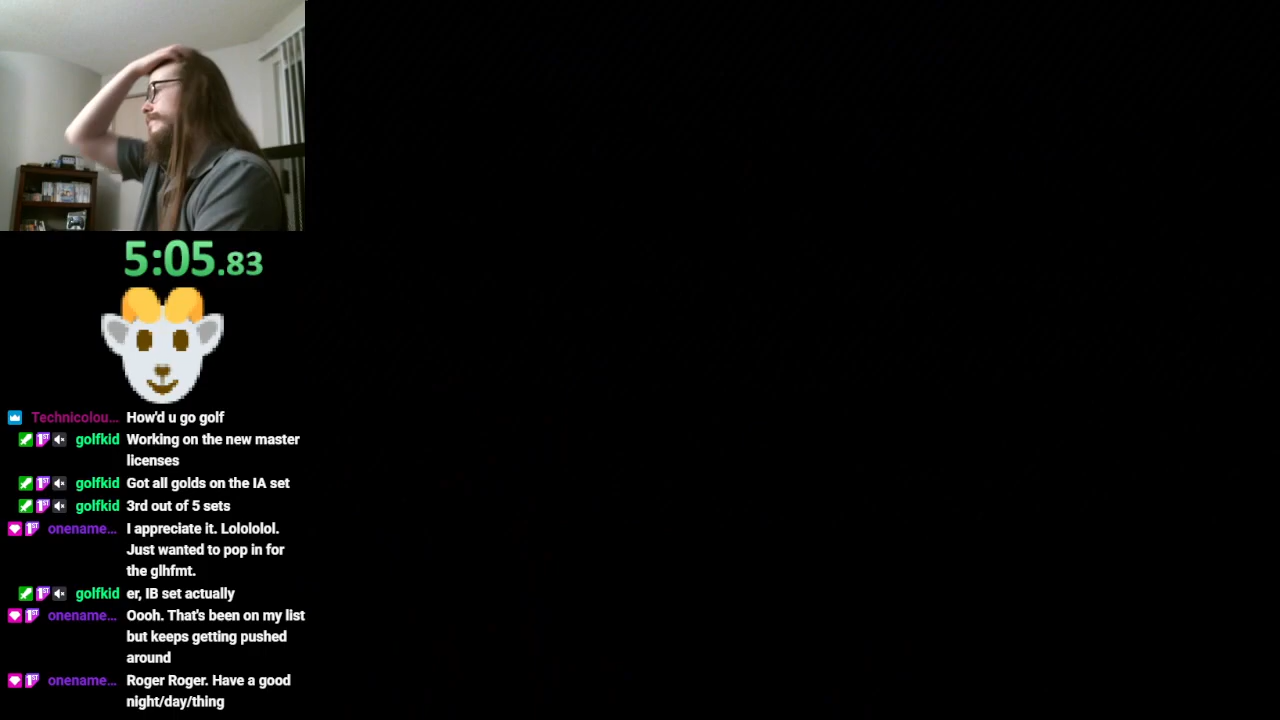 5:05.83
Technicolou... How'd u go golf
golfkid Working on the new master
licenses
golfkid Got all golds on the IA set
golfkid 3rd out of 5 sets
onename... I appreciate it. Lolololol.
Just wanted to pop in for
the glhfmt.
golfkid er, IB set actually
onename... Oooh. That's been on my list
but keeps getting pushed
around
onename... Roger Roger. Have a good
night/day/thing